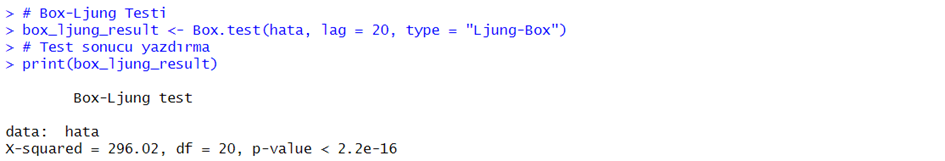 > # Box-Ljung Testi
> box_ljung_result <- Box.test(hata, lag = 20, type = "Ljung-Box")
> # Test sonucu yazdırma
> print(box_ljung_result)
Box-Ljung test
data:  hata
X-squared = 296.02, df = 20, p-value < 2.2e-16